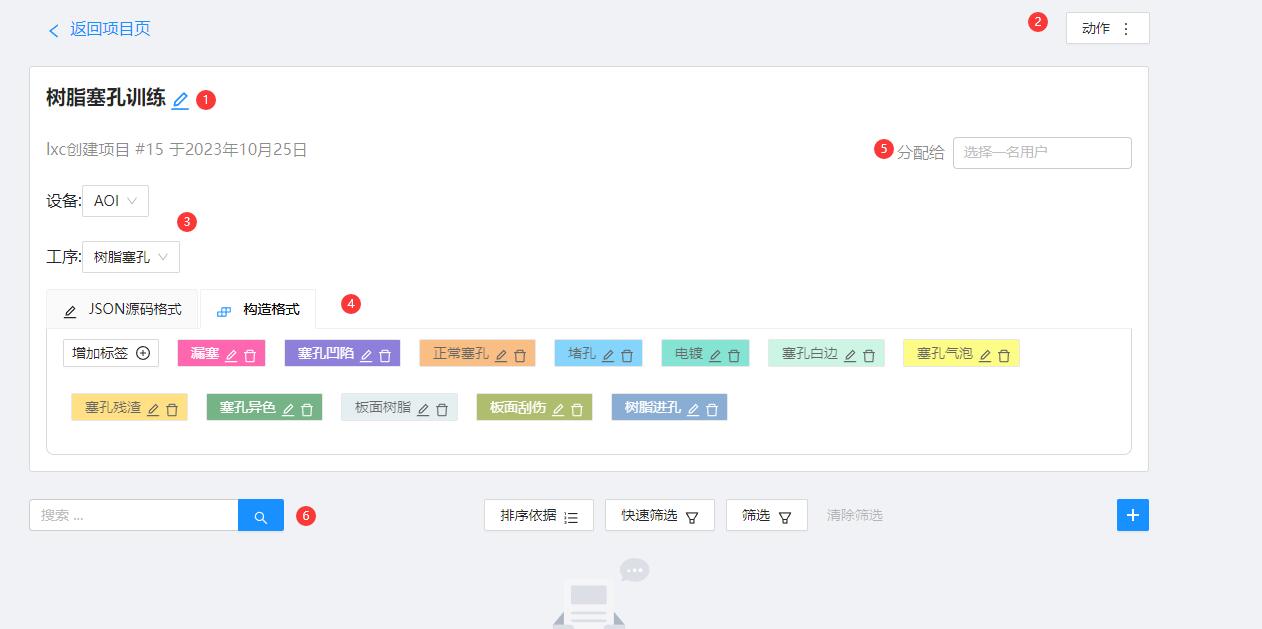 返回项目页
2
动作
树脂塞孔训练
1
lxc创建项目 #15 于2023年10月25日
5
分配给
选择一名用户
设备:
AOI
3
工序:
树脂塞孔
JSON源码格式
构造格式
4
增加标签
漏塞
塞孔凹陷
正常塞孔
堵孔
电镀
塞孔白边
塞孔气泡
塞孔残渣
塞孔异色
板面树脂
板面刮伤
树脂进孔
搜索 ...
6
排序依据
快速筛选
筛选
清除筛选